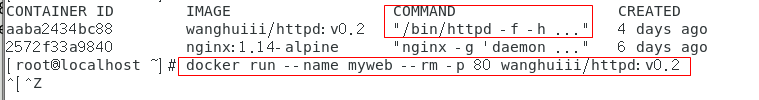 CONTAINER ID IMAGE COMMAND CREATED
aaba2434bc88 wanghuiii/httpd:v0.2 "/bin/httpd -f -h ..." 4 days ago
2572f33a9840 nginx:1.14-alpine "nginx -g 'daemon ..." 6 days ago
[root@localhost ~]# docker run --name myweb --rm -p 80 wanghuiii/httpd:v0.2
^[^Z